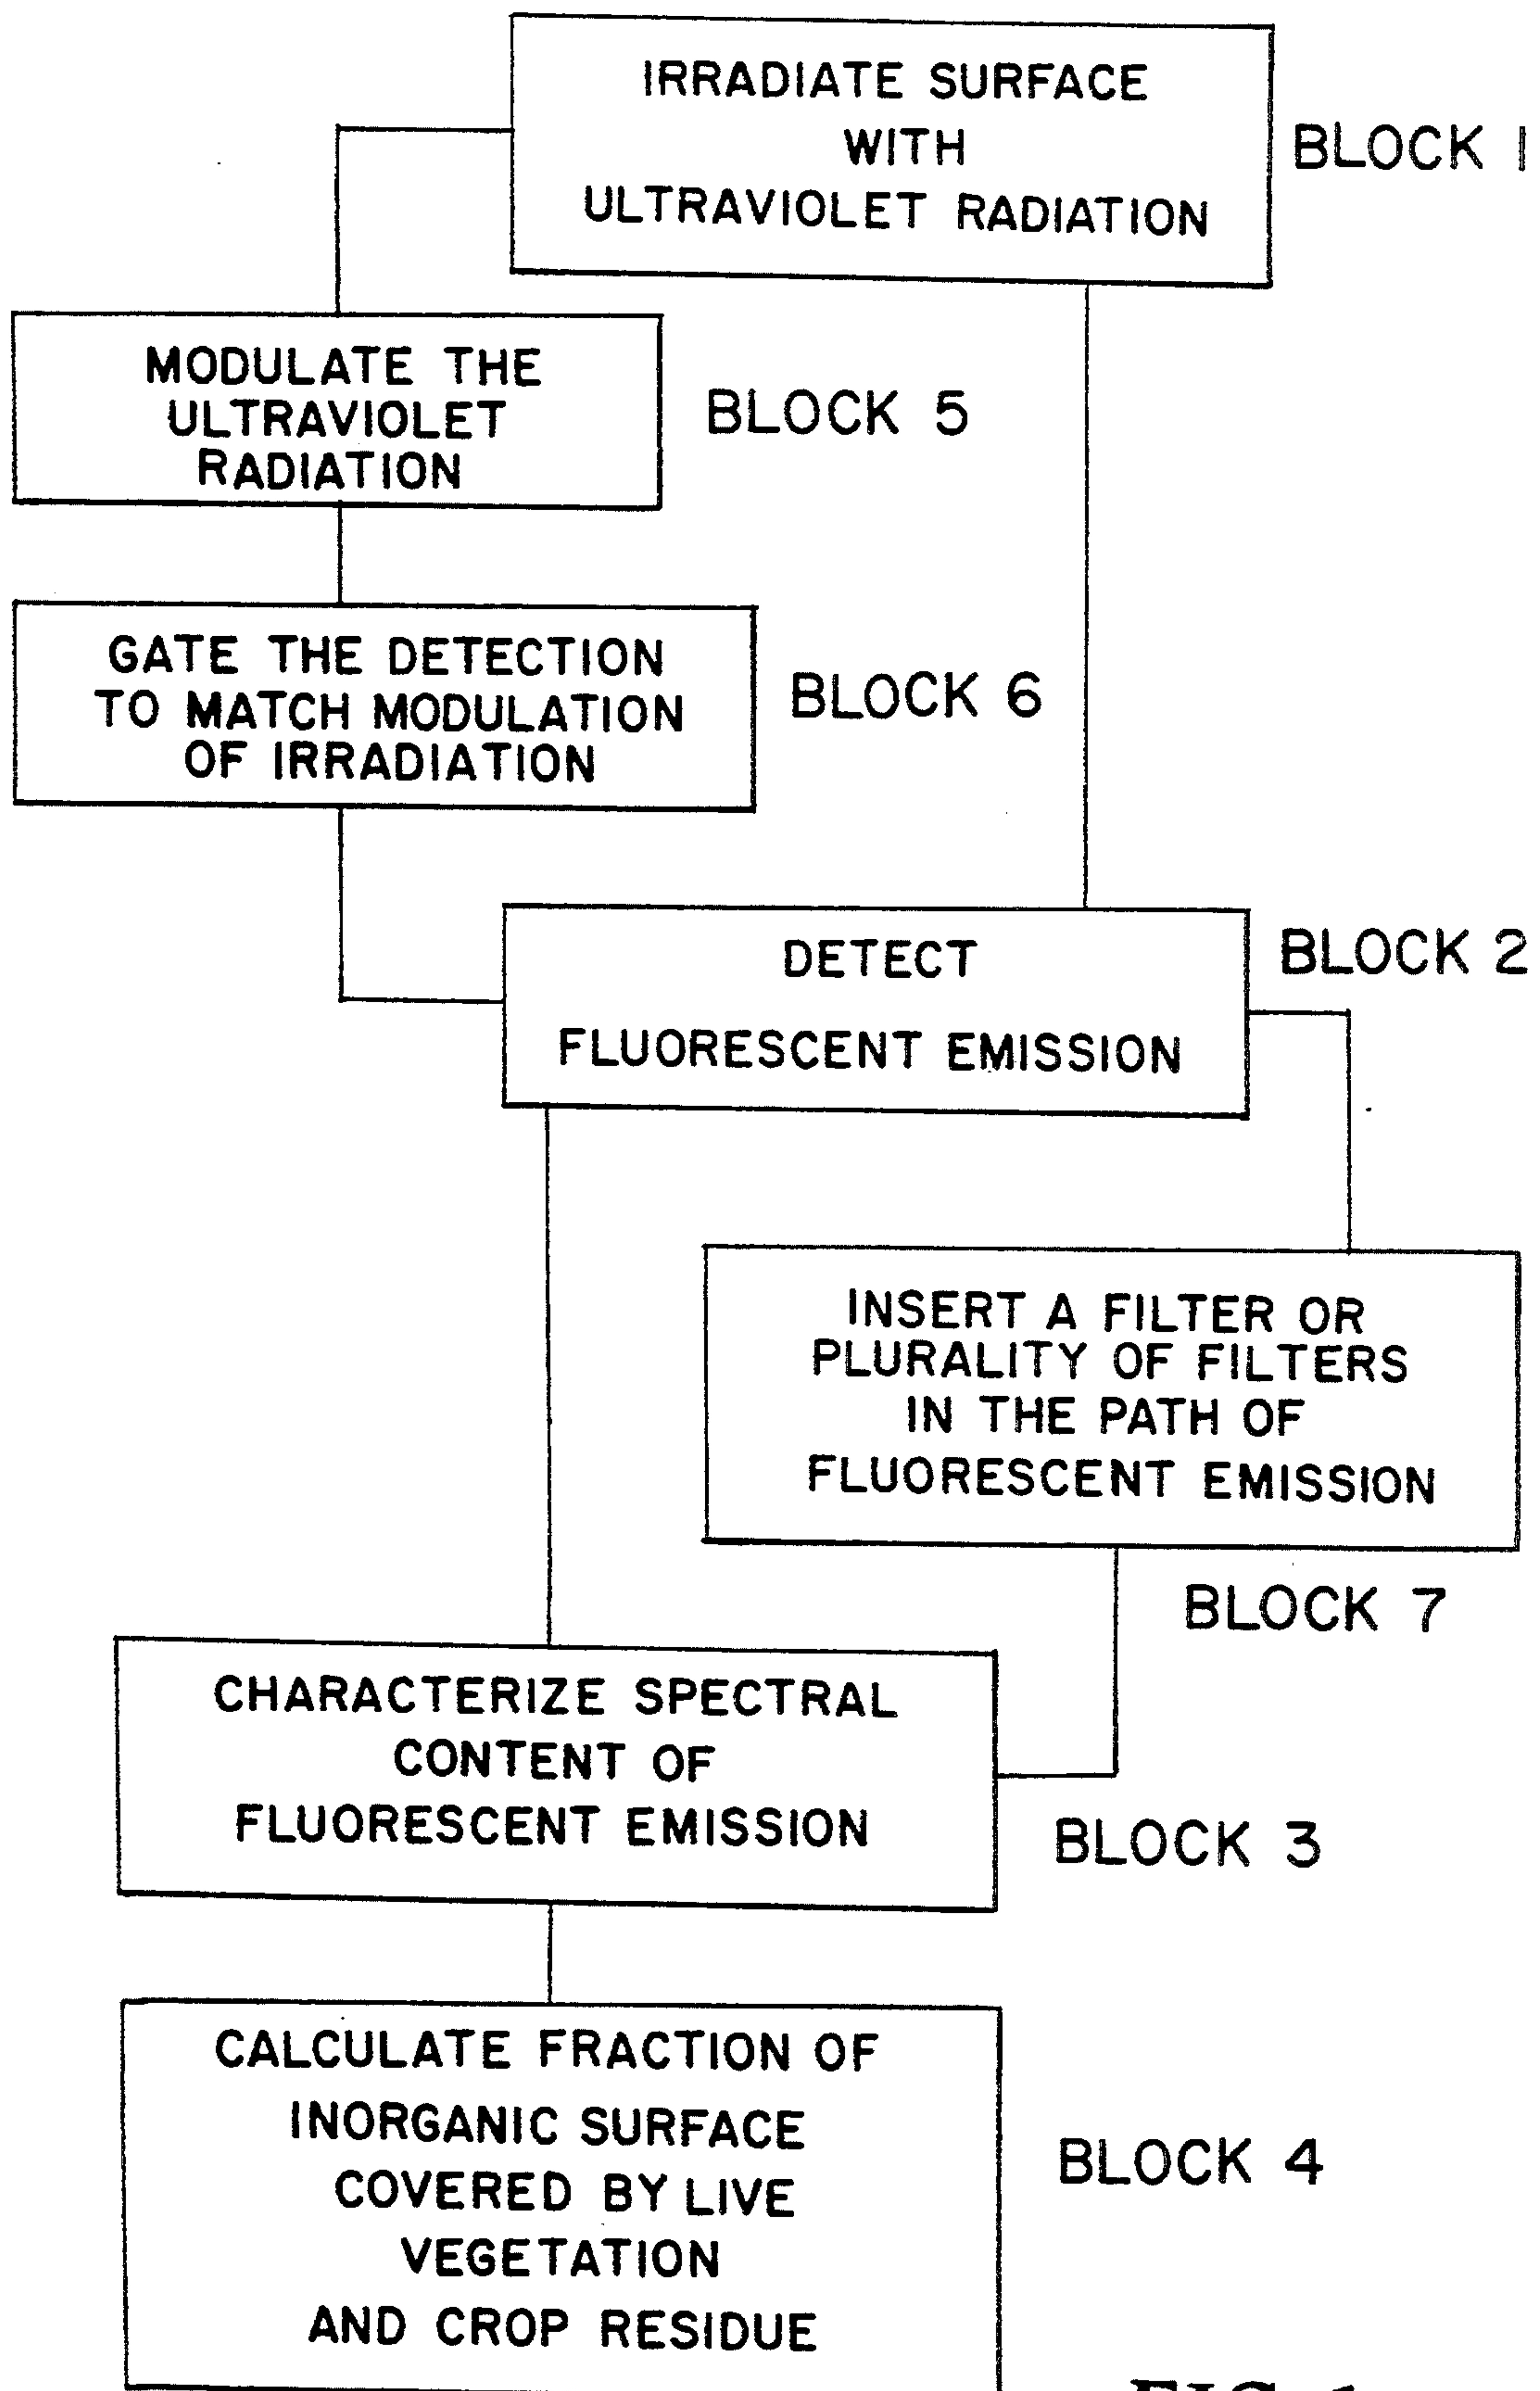 IRRADIATE SURFACE
WITH
ULTRAVIOLET RADIATION
BLOCK 1
MODULATE THE
ULTRAVIOLET
RADIATION
BLOCK 5
GATE THE DETECTION
TO MATCH MODULATION
OF IRRADIATION
BLOCK 6
DETECT
FLUORESCENT EMISSION
BLOCK 2
INSERT A FILTER OR
PLURALITY OF FILTERS
IN THE PATH OF
FLUORESCENT EMISSION
BLOCK 7
CHARACTERIZE SPECTRAL
CONTENT OF
FLUORESCENT EMISSION
BLOCK 3
CALCULATE FRACTION OF
INORGANIC SURFACE
COVERED BY LIVE
VEGETATION
AND CROP RESIDUE
BLOCK 4